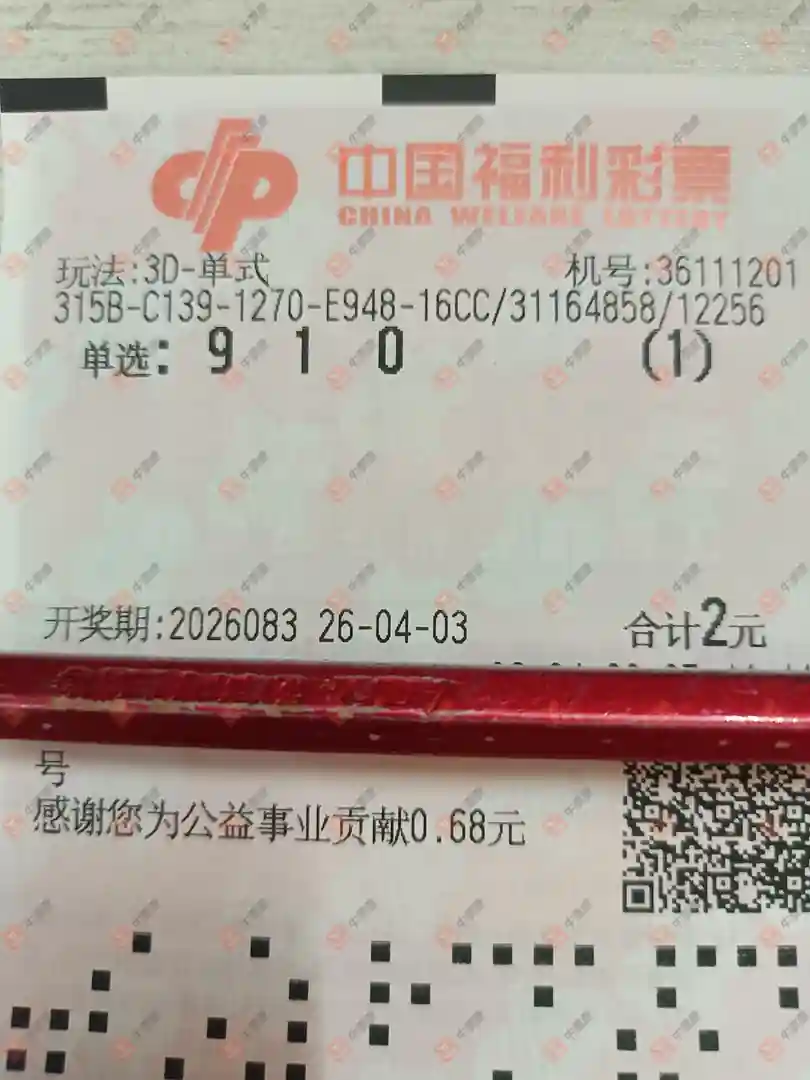 中国福利彩票
CHINA WELFARE LOTTERY
玩法:3D-单式 机号:36111201
315B-C139-1270-E948-16CC/31164858/12256
单选: 9 1 0 (1)
开奖期:2026083 26-04-03 合计2元
号
感谢您为公益事业贡献0.68元